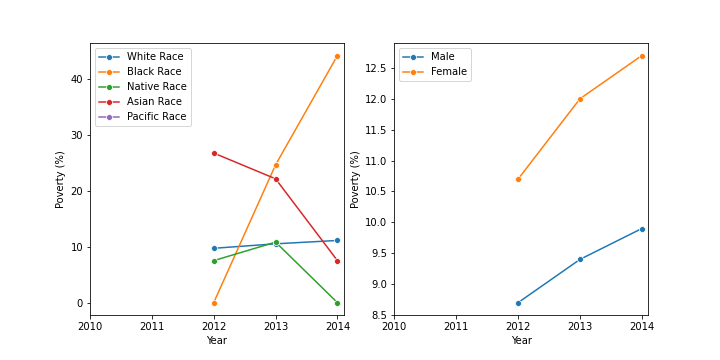 White Race
Black Race
Native Race
Asian Race
Pacific Race
40
30
20
10
0
Poverty (%)
2010 2011 2012 2013 2014
Year
Male
Female
12.5
12.0
11.5
11.0
10.5
10.0
9.5
9.0
8.5
Poverty (%)
2010 2011 2012 2013 2014
Year